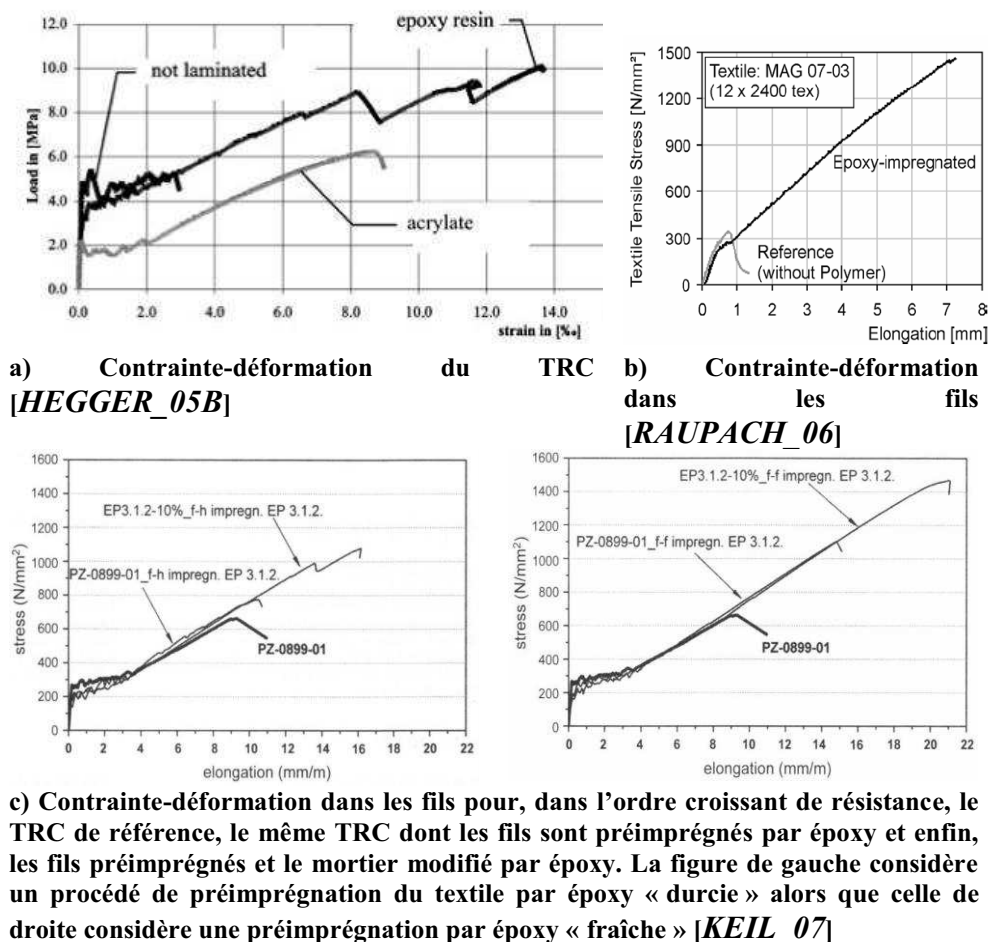 12.0
10.0
8.0
6.0
4.0
2.0
0.0
Load in [MPa]
epoxy resin
not laminated
acrylate
0.0 2.0 4.0 6.0 8.0 10.0 12.0 14.0
strain in [‰]
1500
1200
900
600
300
0
Textile Tensile Stress [N/mm²]
Textile: MAG 07-03
(12 x 2400 tex)
Epoxy-impregnated
Reference
(without Polymer)
0 1 2 3 4 5 6 7 8
Elongation [mm]
a) Contrainte-déformation du TRC
[HEGGER_05B]
b) Contrainte-déformation
dans les fils
[RAUPACH_06]
1600
1400
1200
1000
800
600
400
200
0
stress (N/mm²)
EP3.1.2-10%_f-h impregn. EP 3.1.2.
PZ-0899-01_f-h impregn. EP 3.1.2.
PZ-0899-01
0 2 4 6 8 10 12 14 16 18 20 22
elongation (mm/m)
1600
1400
1200
1000
800
600
400
200
0
stress (N/mm²)
EP3.1.2-10%_f-f impregn. EP 3.1.2.
PZ-0899-01_f-f impregn. EP 3.1.2.
PZ-0899-01
0 2 4 6 8 10 12 14 16 18 20 22
elongation (mm/m)
c) Contrainte-déformation dans les fils pour, dans l’ordre croissant de résistance, le
TRC de référence, le même TRC dont les fils sont préimprégnés par époxy et enfin,
les fils préimprégnés et le mortier modifié par époxy. La figure de gauche considère
un procédé de préimprégnation du textile par époxy « durcie » alors que celle de
droite considère une préimprégnation par époxy « fraîche » [KEIL_07]